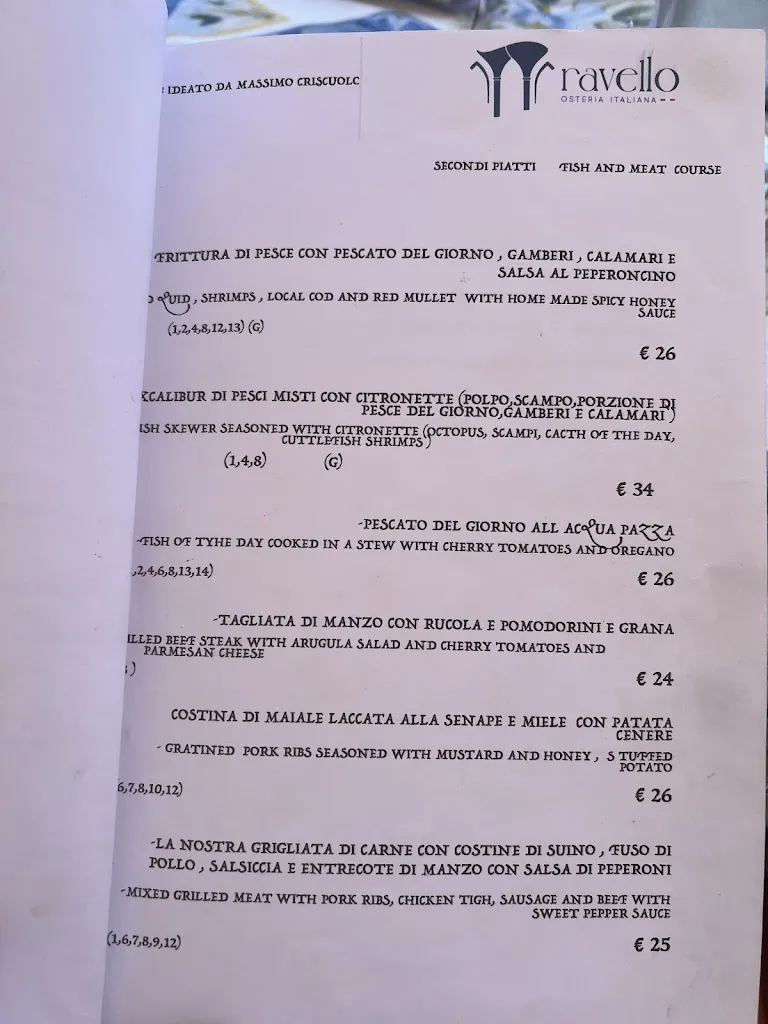 IDEATO DA MASSIMO CRISCUOLO
ravello
OSTERIA ITALIANA
SECONDI PIATTI FISH AND MEAT COURSE
FRITTURA DI PESCE CON PESCATO DEL GIORNO , GAMBERI , CALAMARI E
SALSA AL PEPERONCINO
QUID, SHRIMPS , LOCAL COD AND RED MULLET WITH HOME MADE SPICY HONEY
SAUCE
(1,2,4,8,12,13) (G)
€ 26
XCALIBUR DI PESCI MISTI CON CITRONETTE (POLPO,SCAMPO,PORZIONE DI
PESCE DEL GIORNO,GAMBERI E CALAMARI )
ISH SKEWER SEASONED WITH CITRONETTE (OCTOPUS, SCAMPI, CACTH OF THE DAY,
CUTTLEFISH SHRIMPS )
(1,4,8) (G)
€ 34
-PESCATO DEL GIORNO ALL ACQUA PAZZA
-FISH OF TYHE DAY COOKED IN A STEW WITH CHERRY TOMATOES AND OREGANO
,2,4,6,8,13,14)
€ 26
-TAGLIATA DI MANZO CON RUCOLA E POMODORINI E GRANA
ILLED BEEF STEAK WITH ARUGULA SALAD AND CHERRY TOMATOES AND
PARMESAN CHEESE
)
€ 24
COSTINA DI MAIALE LACCATA ALLA SENAPE E MIELE CON PATATA
CENERE
- GRATINED PORK RIBS SEASONED WITH MUSTARD AND HONEY , S TUFFED
POTATO
6,7,8,10,12)
€ 26
-LA NOSTRA GRIGLIATA DI CARNE CON COSTINE DI SUINO , FUSO DI
POLLO , SALSICCIA E ENTRECOTE DI MANZO CON SALSA DI PEPERONI
-MIXED GRILLED MEAT WITH PORK RIBS, CHICKEN TIGH, SAUSAGE AND BEEF WITH
SWEET PEPPER SAUCE
(1,6,7,8,9,12)
€ 25